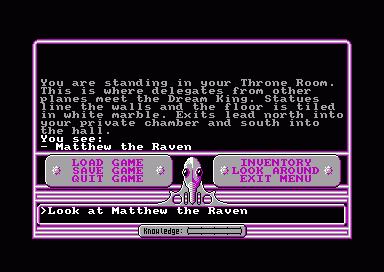 You are standing in your Throne Room.
This is where delegates from other
planes meet the Dream King. Statues
line the walls and the floor is tiled
in white marble. Exits lead north into
your private chamber and south into
the hall.
You see:
- Matthew the Raven
LOAD GAME
SAVE GAME
QUIT GAME
INVENTORY
LOOK AROUND
EXIT MENU
>Look at Matthew the Raven
Knowledge: